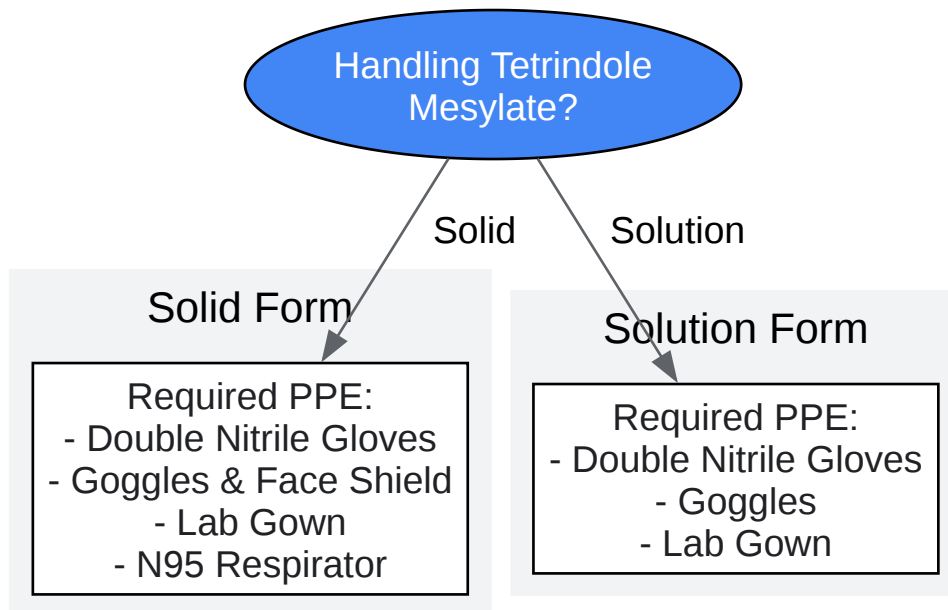 Handling Tetrindole
Mesylate?
Solid
Solution
Solid Form
Required PPE:
- Double Nitrile Gloves
- Goggles & Face Shield
- Lab Gown
- N95 Respirator
Solution Form
Required PPE:
- Double Nitrile Gloves
- Goggles
- Lab Gown